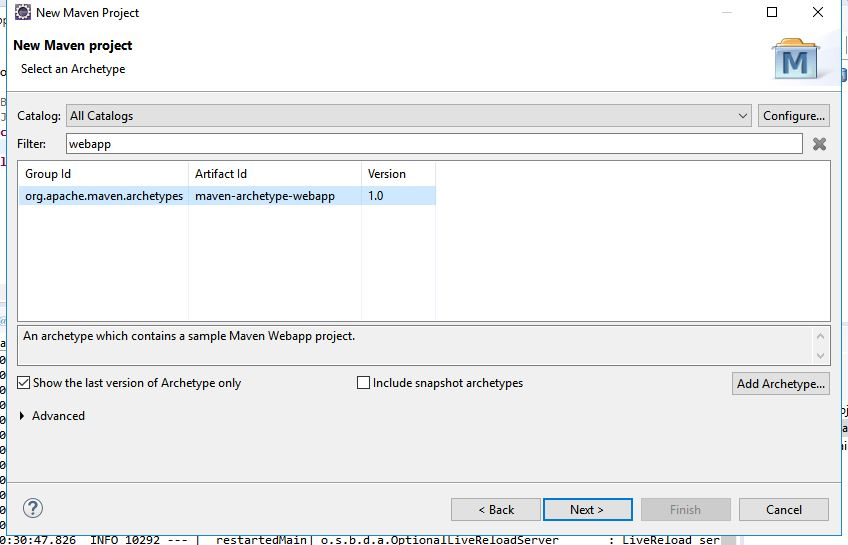 New Maven Project
New Maven project
Select an Archetype
M
Catalog: All Catalogs Configure...
Filter: webapp
Group Id Artifact Id Version
org.apache.maven.archetypes maven-archetype-webapp 1.0
An archetype which contains a sample Maven Webapp project.
Show the last version of Archetype only Include snapshot archetypes Add Archetype...
Advanced
? < Back Next > Finish Cancel
0:30:47.826 INFO 10292 --- [ restartedMain] o.s.b.d.a.OptionalLiveReloadServer : LiveReload ser